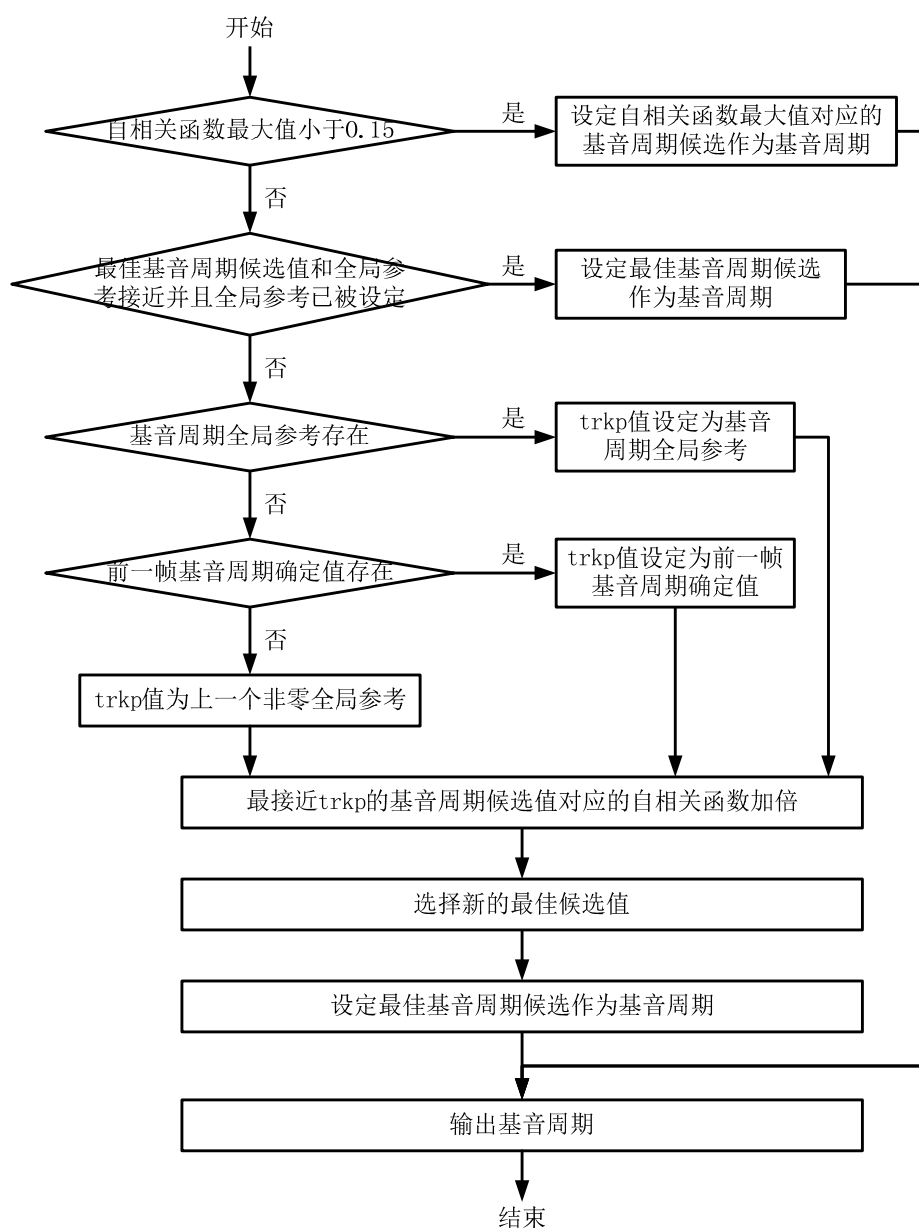 开始
自相关函数最大值小于0.15
是
设定自相关函数最大值对应的
基音周期候选作为基音周期
否
最佳基音周期候选值和全局参
考接近并且全局参考已被设定
是
设定最佳基音周期候选
作为基音周期
否
基音周期全局参考存在
是
trkp值设定为基音
周期全局参考
否
前一帧基音周期确定值存在
是
trkp值设定为前一帧
基音周期确定值
否
trkp值为上一个非零全局参考
最接近trkp的基音周期候选值对应的自相关函数加倍
选择新的最佳候选值
设定最佳基音周期候选作为基音周期
输出基音周期
结束